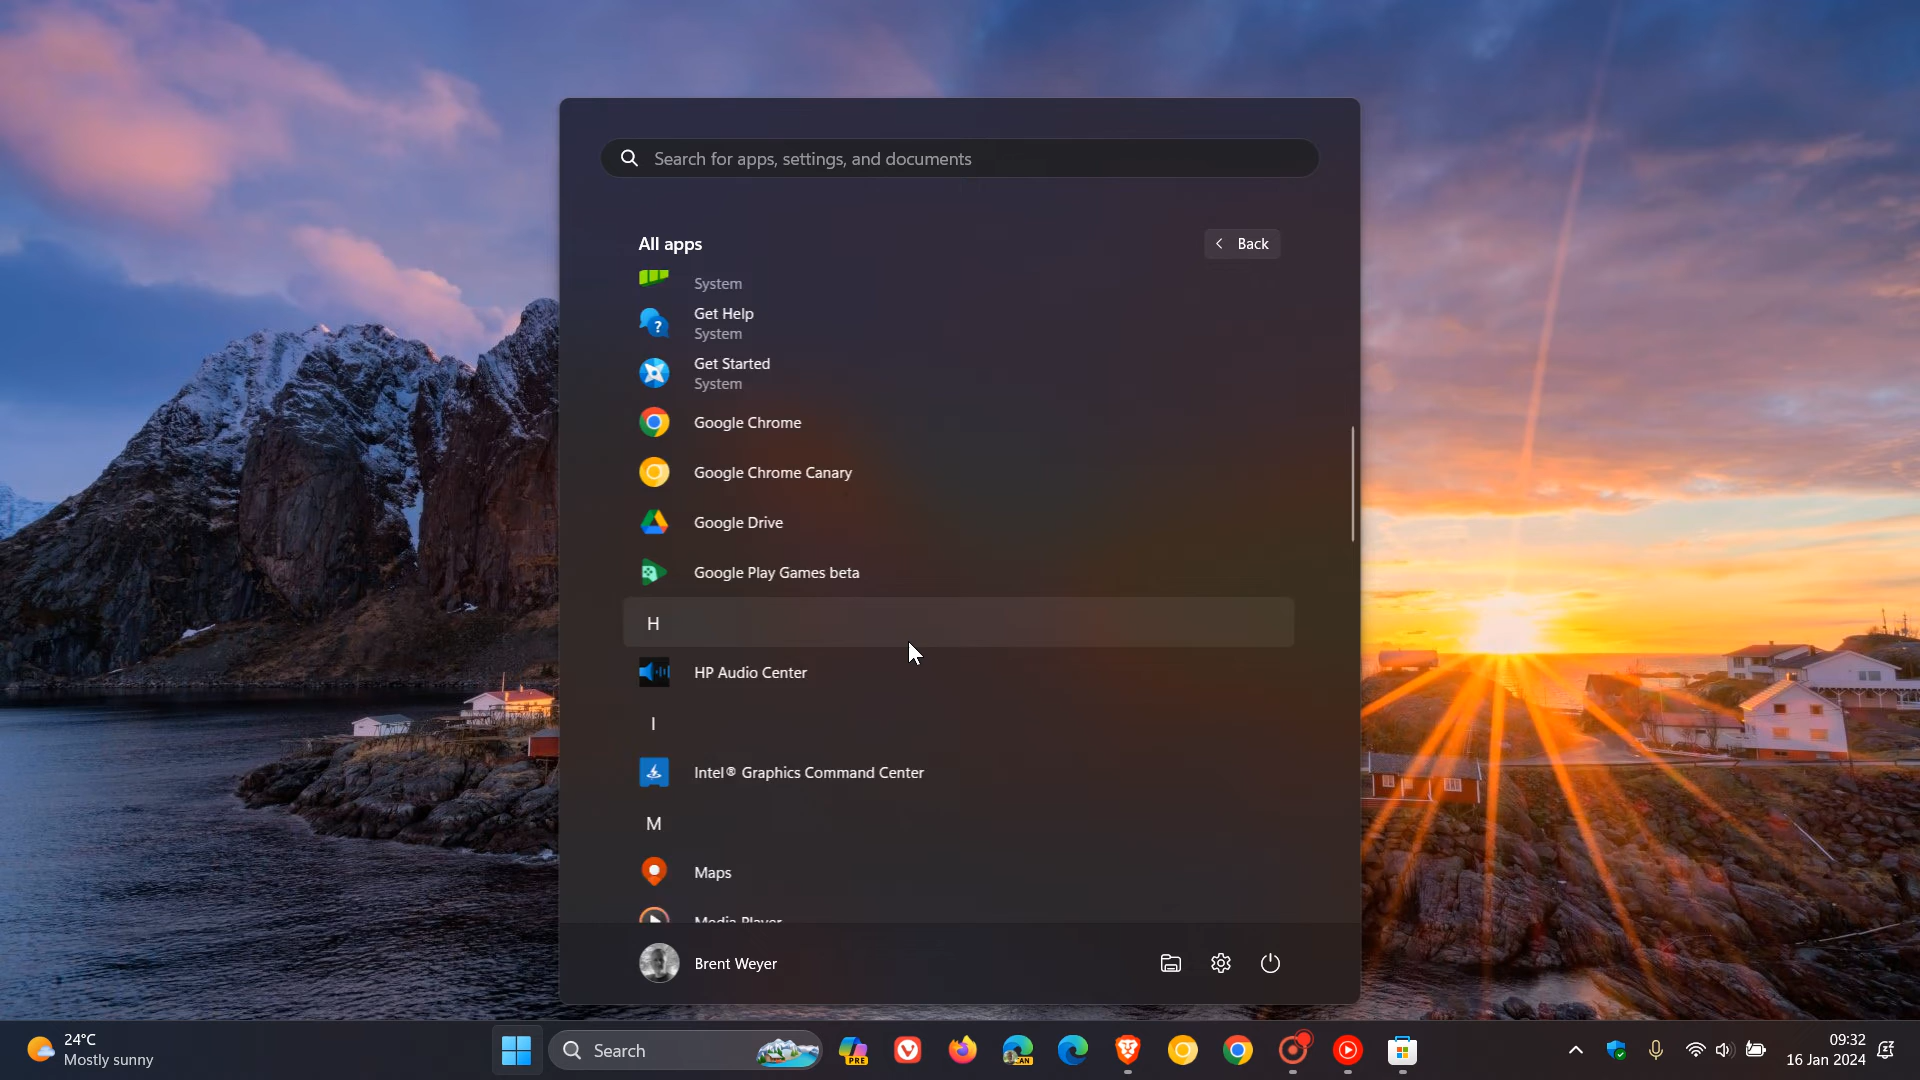 Search for apps, settings, and documents
All apps
Back
System
Get Help
System
Get Started
System
Google Chrome
Google Chrome Canary
Google Drive
Google Play Games beta
H
HP Audio Center
I
Intel® Graphics Command Center
M
Maps
Media Player
Brent Weyer
24°C
Mostly sunny
Search
PRE
CAN
09:32
16 Jan 2024